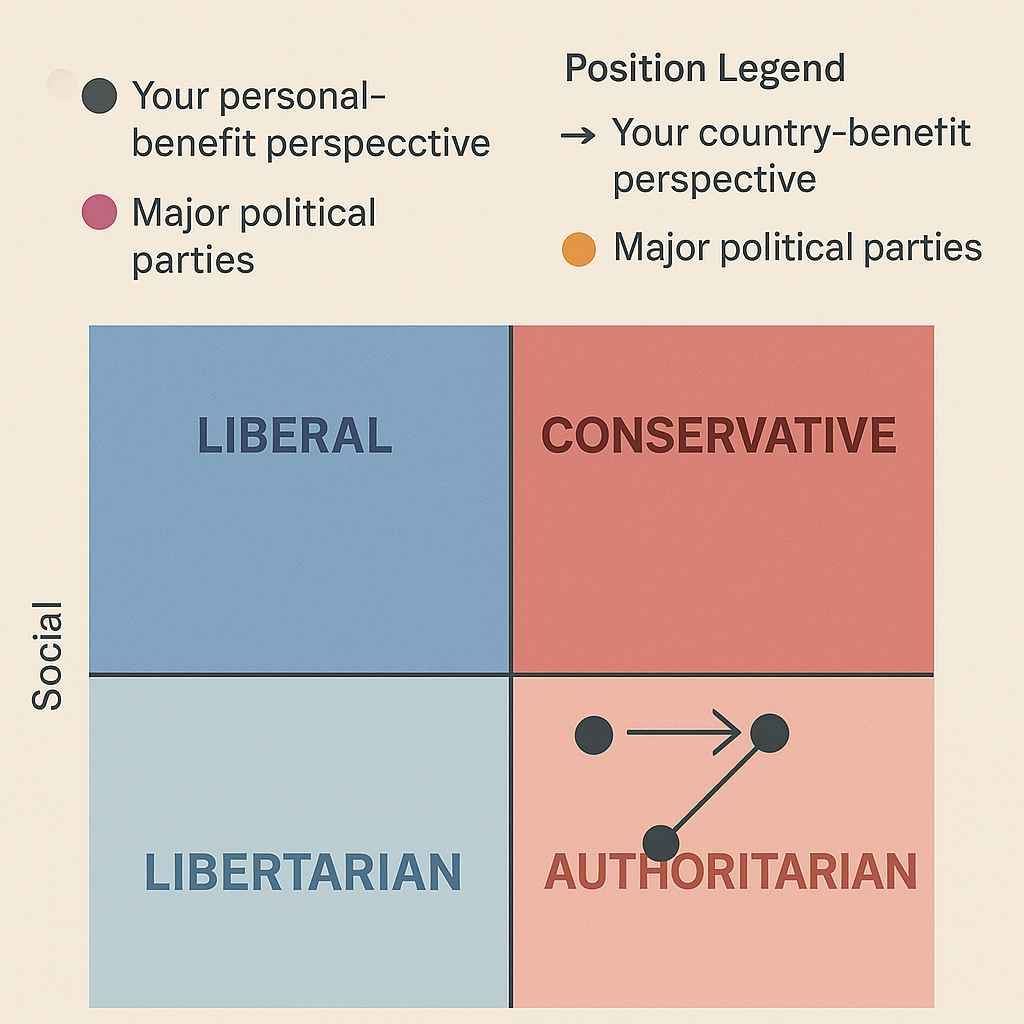 Your personal-
benefit perspecctive
Major political
parties
Position Legend
Your country-benefit
perspective
Major political parties
LIBERAL
CONSERVATIVE
Social
LIBERTARIAN
AUTHORITARIAN